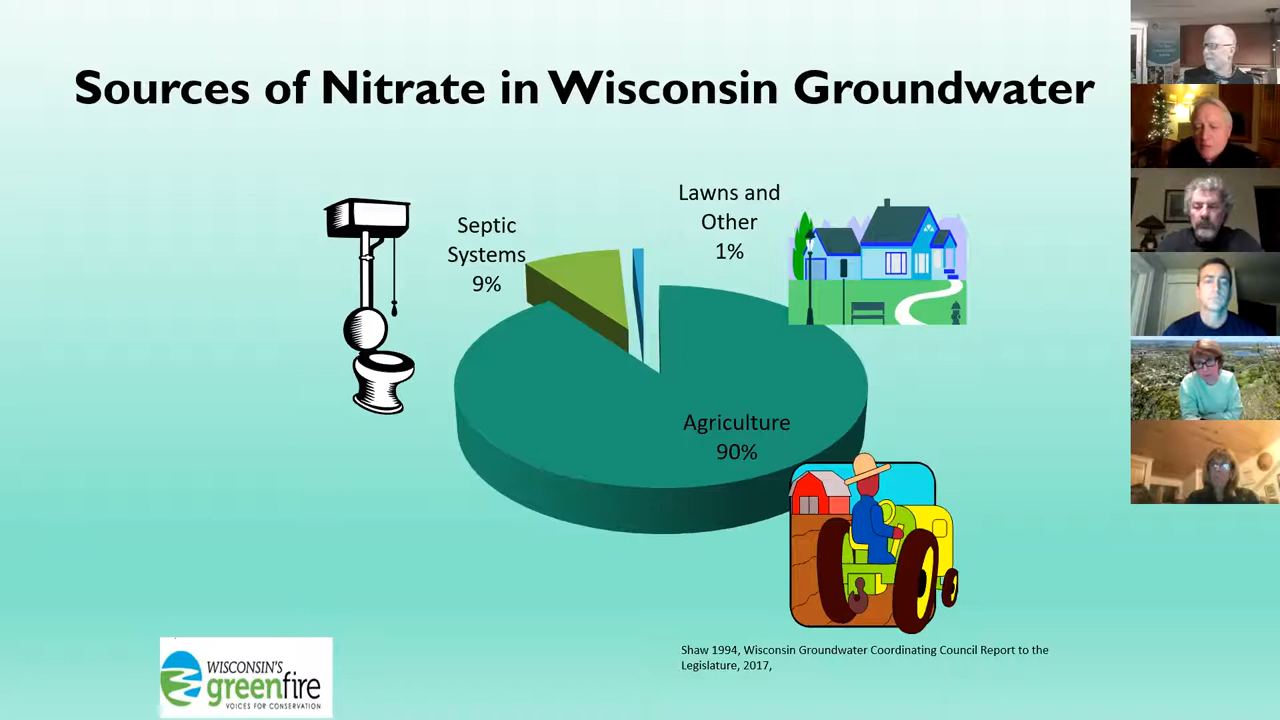 Sources of Nitrate in Wisconsin Groundwater
Lawns and
Other
1%
Septic
Systems
9%
Agriculture
90%
Shaw 1994, Wisconsin Groundwater Coordinating Council Report to the
Legislature, 2017,
WISCONSIN'S
greenfire
VOICES FOR CONSERVATION